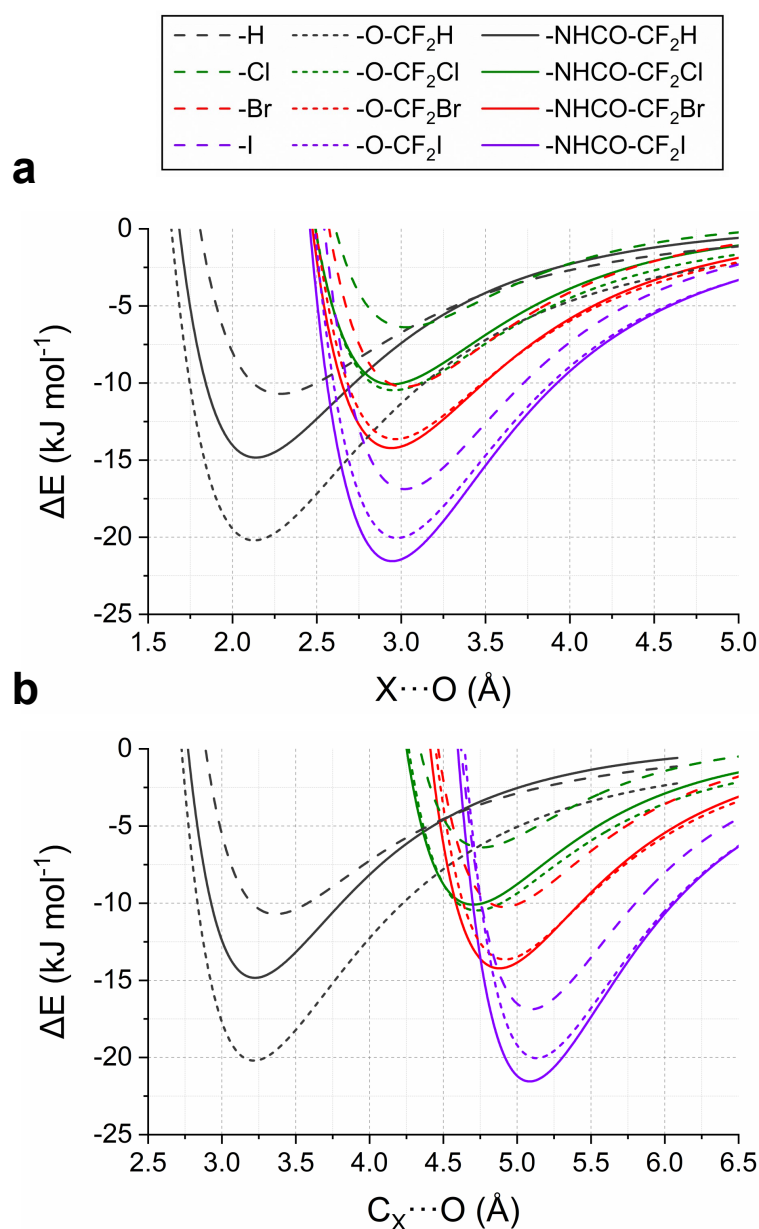 -H -O-CF₂H -NHCO-CF₂H
-Cl -O-CF₂Cl -NHCO-CF₂Cl
-Br -O-CF₂Br -NHCO-CF₂Br
-I -O-CF₂I -NHCO-CF₂I
a
0
-5
-10
-15
-20
-25
ΔE (kJ mol⁻¹)
1.5 2.0 2.5 3.0 3.5 4.0 4.5 5.0
X⋯O (Å)
b
0
-5
-10
-15
-20
-25
ΔE (kJ mol⁻¹)
2.5 3.0 3.5 4.0 4.5 5.0 5.5 6.0 6.5
Cₓ⋯O (Å)